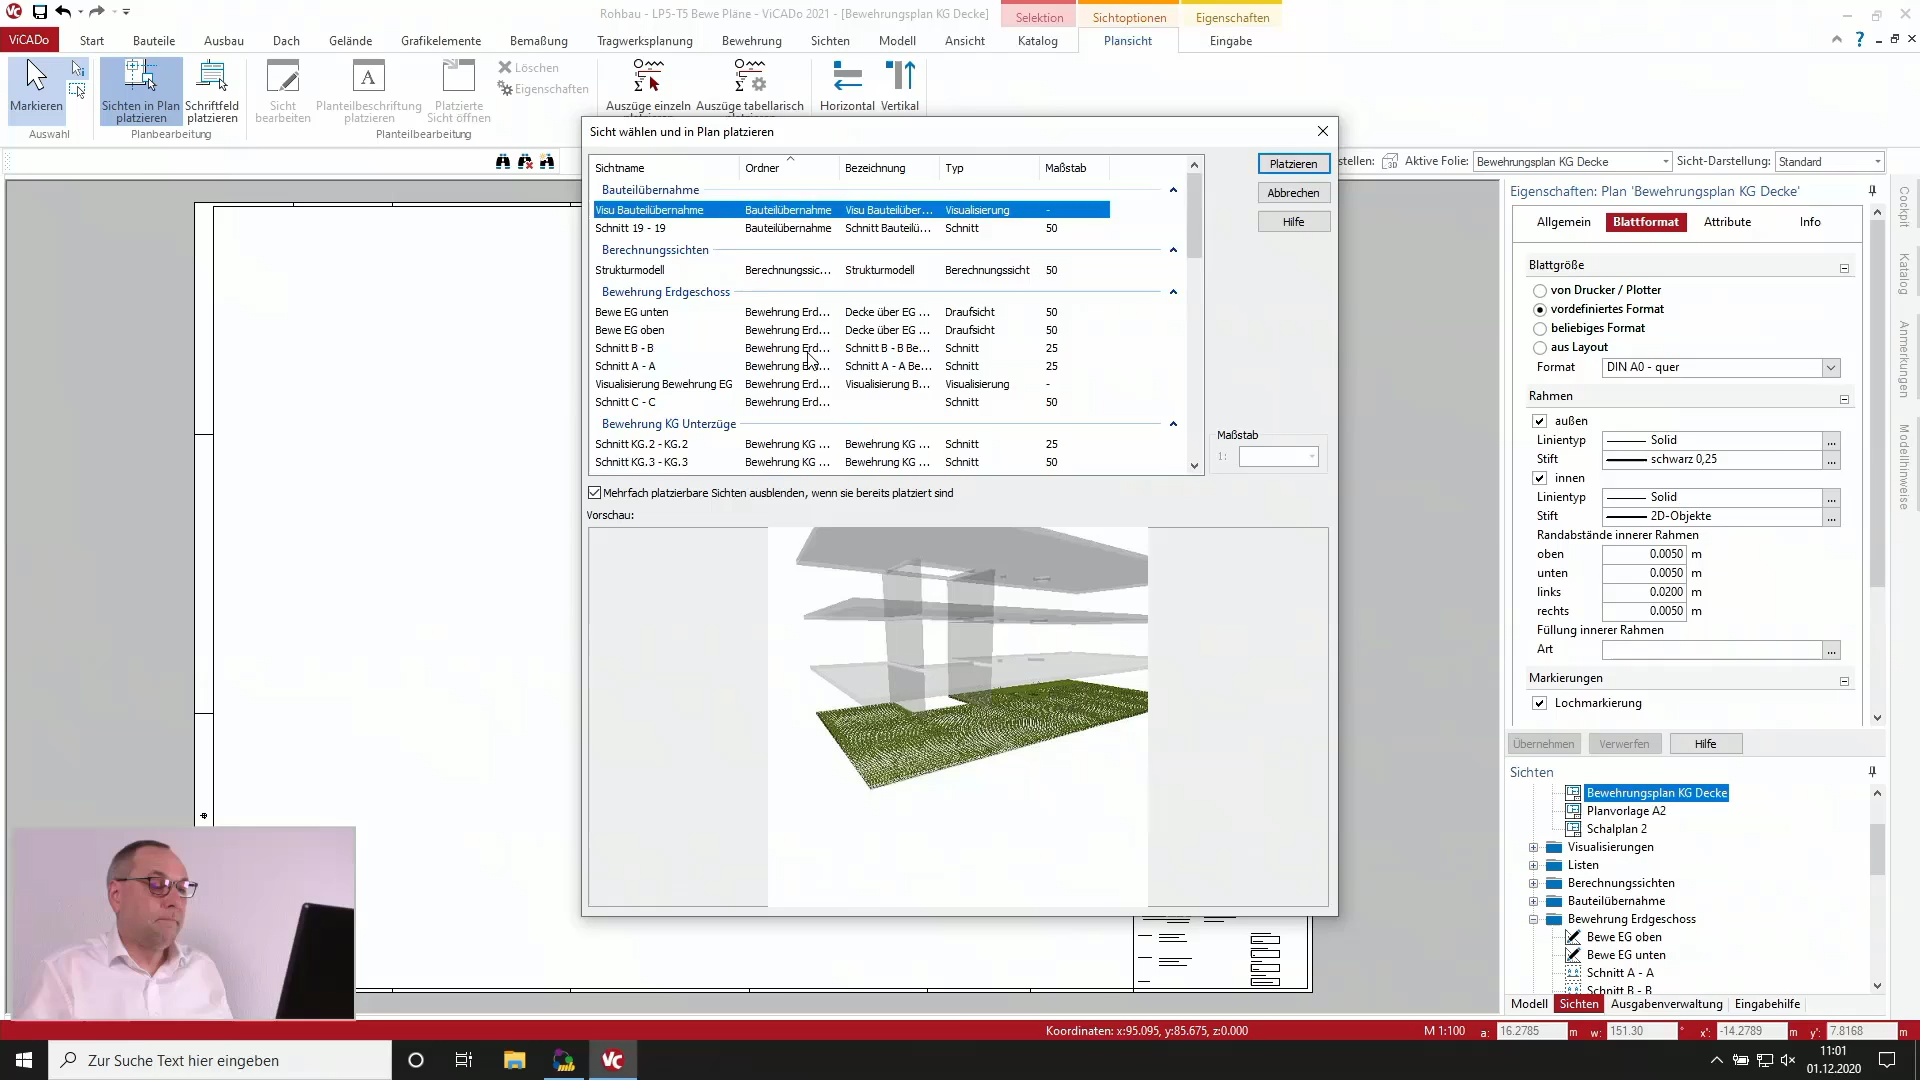 Rohbau - LP5-T5 Bewe Pläne - ViCADo 2021 - [Bewehrungsplan KG Decke]
Selektion
Sichtoptionen
Eigenschaften
ViCADo
Start
Bauteile
Ausbau
Dach
Gelände
Grafikelemente
Bemaßung
Tragwerksplanung
Bewehrung
Sichten
Modell
Ansicht
Katalog
Plansicht
Eingabe
Markieren
Sichten in Plan platzieren
Schriftfeld platzieren
Sicht bearbeiten
Planteilbeschriftung platzieren
Platzierte Sicht öffnen
Löschen
Eigenschaften
Auszüge einzeln
Auszüge tabellarisch
Horizontal
Vertikal
Auswahl
Planbearbeitung
Planteilbearbeitung
Aktive Folie:
Bewehrungsplan KG Decke
Sicht-Darstellung:
Standard
Sicht wählen und in Plan platzieren
Sichtname Ordner Bezeichnung Typ Maßstab
Bauteilübernahme
Visu Bauteilübernahme Bauteilübernahme Visu Bauteilüber... Visualisierung -
Schnitt 19 - 19 Bauteilübernahme Schnitt Bauteilü... Schnitt 50
Berechnungssichten
Strukturmodell Berechnungssic... Strukturmodell Berechnungssicht 50
Bewehrung Erdgeschoss
Bewe EG unten Bewehrung Erd... Decke über EG ... Draufsicht 50
Bewe EG oben Bewehrung Erd... Decke über EG ... Draufsicht 50
Schnitt B - B Bewehrung Erd... Schnitt B - B Be... Schnitt 25
Schnitt A - A Bewehrung Erd... Schnitt A - A Be... Schnitt 25
Visualisierung Bewehrung EG Bewehrung Erd... Visualisierung B... Visualisierung -
Schnitt C - C Bewehrung Erd... Schnitt 50
Bewehrung KG Unterzüge
Schnitt KG.2 - KG.2 Bewehrung KG ... Bewehrung KG ... Schnitt 25
Schnitt KG.3 - KG.3 Bewehrung KG ... Bewehrung KG ... Schnitt 50
Platzieren
Abbrechen
Hilfe
Maßstab
1:
Mehrfach platzierbare Sichten ausblenden, wenn sie bereits platziert sind
Vorschau:
Eigenschaften: Plan 'Bewehrungsplan KG Decke'
Allgemein
Blattformat
Attribute
Info
Blattgröße
von Drucker / Plotter
vordefiniertes Format
beliebiges Format
aus Layout
Format DIN A0 - quer
Rahmen
außen
Linientyp Solid ...
Stift schwarz 0,25 ...
innen
Linientyp Solid ...
Stift 2D-Objekte ...
Randabstände innerer Rahmen
oben 0.0050 m
unten 0.0050 m
links 0.0200 m
rechts 0.0050 m
Füllung innerer Rahmen
Art ...
Markierungen
Lochmarkierung
Übernehmen
Verwerfen
Hilfe
Sichten
Bewehrungsplan KG Decke
Planvorlage A2
Schalplan 2
Visualisierungen
Listen
Berechnungssichten
Bauteilübernahme
Bewehrung Erdgeschoss
Bewe EG oben
Bewe EG unten
Schnitt A - A
Schnitt B - B
Modell
Sichten
Ausgabenverwaltung
Eingabehilfe
Cockpit
Katalog
Anmerkungen
Modellhinweise
Koordinaten: x:95.095, y:85.675, z:0.000
M 1:100 a: 16.2785 m w: 151.30 ° x': -14.2789 m y': 7.8168 m
Zur Suche Text hier eingeben
mb
11:01
01.12.2020